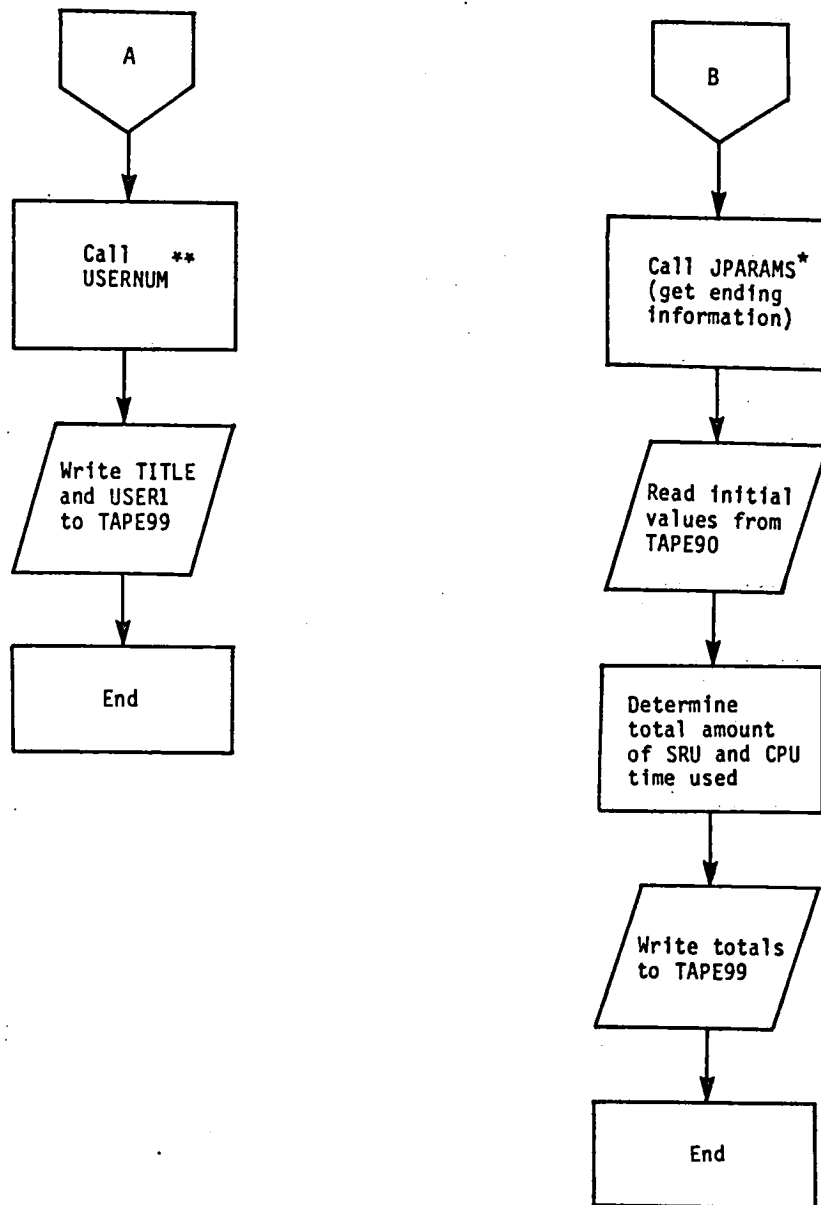 A
Call **
USERNUM
Write TITLE
and USER1
to TAPE99
End
B
Call JPARAMS*
(get ending
information)
Read initial
values from
TAPE90
Determine
total amount
of SRU and CPU
time used
Write totals
to TAPE99
End